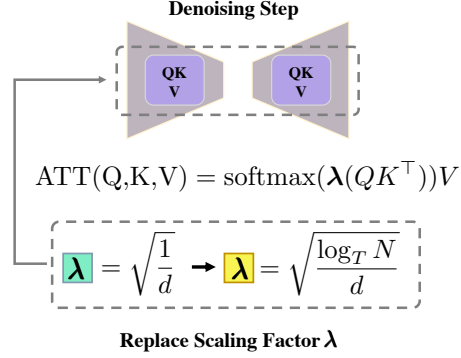 Denoising Step
QK QK
V V
ATT(Q,K,V) = softmax(λ(QK⊤))V
λ = √(1/d) → λ = √(log_T N/d)
Replace Scaling Factor λ